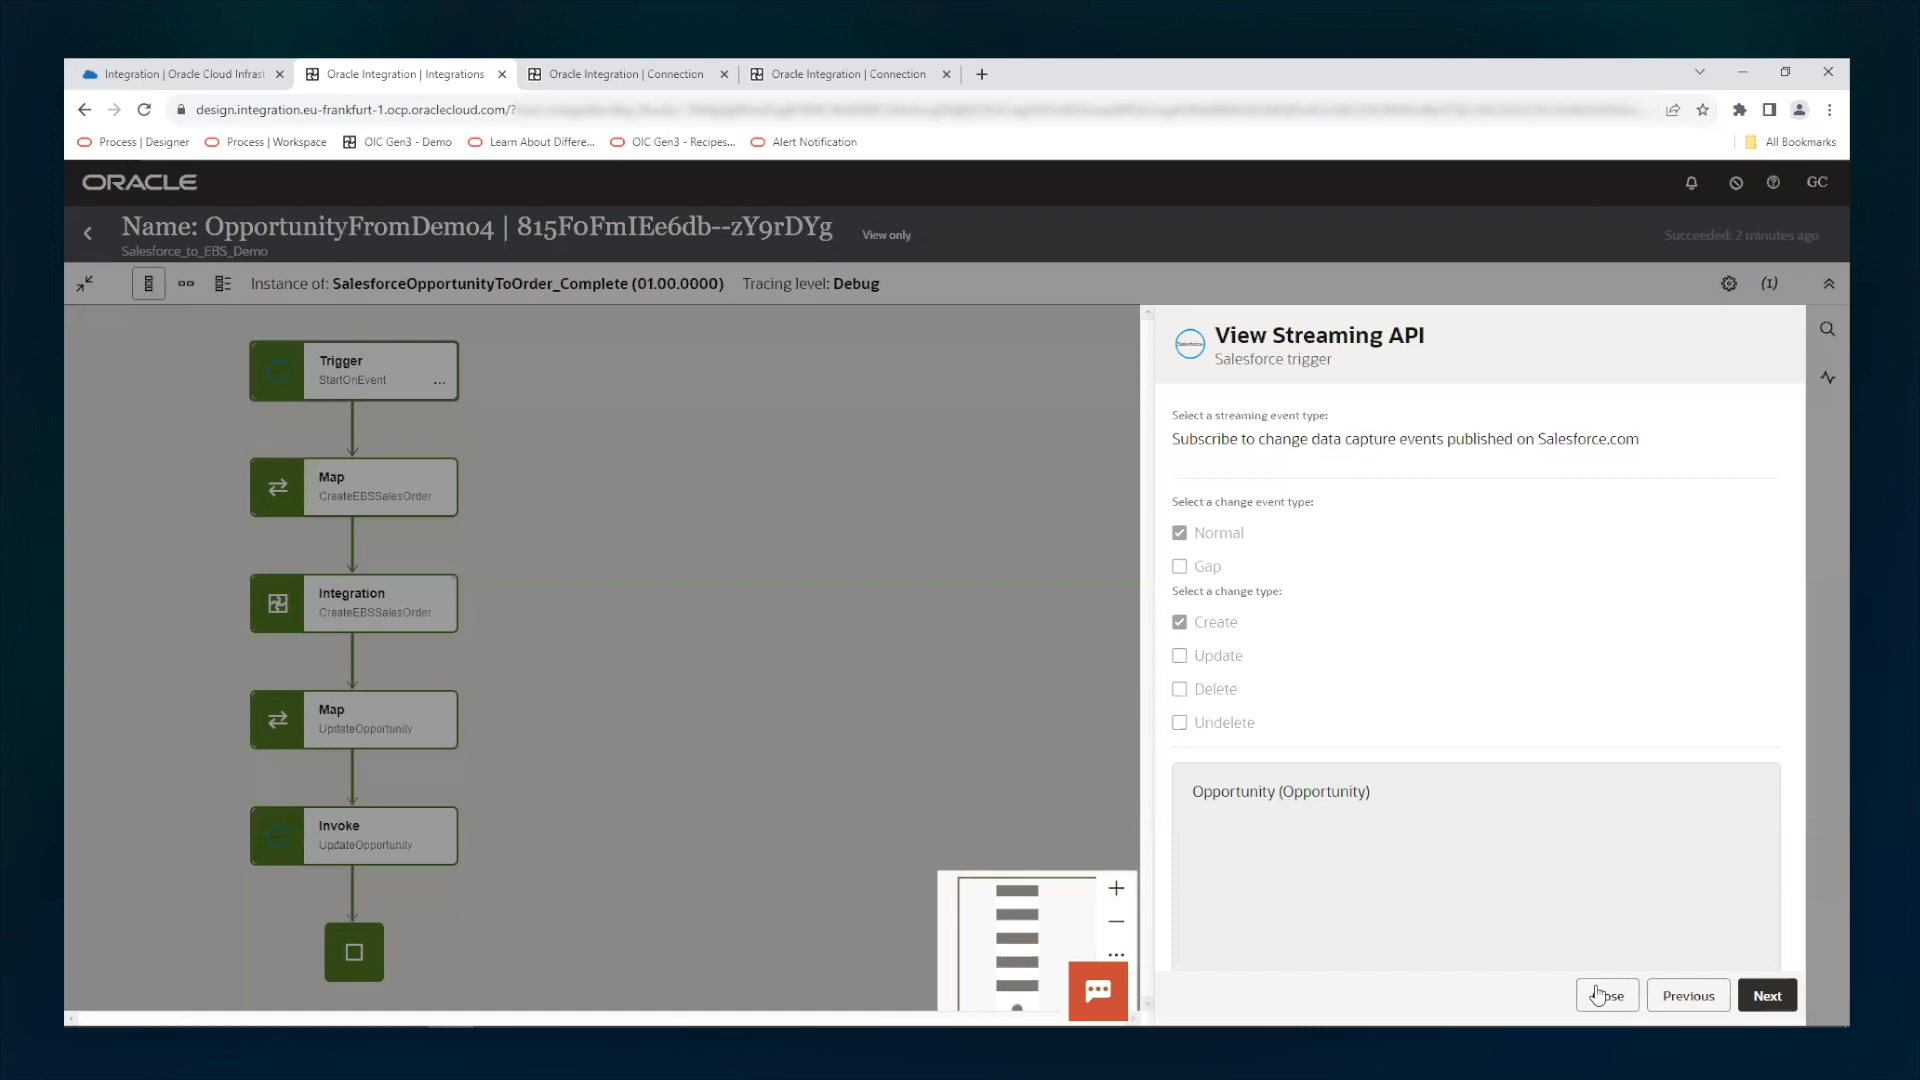 Integration | Oracle Cloud Infrast
Oracle Integration | Integrations
Oracle Integration | Connection
Oracle Integration | Connection
design.integration.eu-frankfurt-1.ocp.oraclecloud.com/?
Process | Designer
Process | Workspace
OIC Gen3 - Demo
Learn About Differe...
OIC Gen3 - Recipes...
Alert Notification
All Bookmarks
ORACLE
GC
Name: OpportunityFromDemo4 | 815F0FmIEe6db--zY9rDYg
View only
Salesforce_to_EBS_Demo
Succeeded: 2 minutes ago
Instance of: SalesforceOpportunityToOrder_Complete (01.00.0000)
Tracing level: Debug
(I)
Trigger
StartOnEvent
...
Map
CreateEBSSalesOrder
Integration
CreateEBSSalesOrder
Map
UpdateOpportunity
Invoke
UpdateOpportunity
View Streaming API
Salesforce trigger
Select a streaming event type:
Subscribe to change data capture events published on Salesforce.com
Select a change event type:
Normal
Gap
Select a change type:
Create
Update
Delete
Undelete
Opportunity (Opportunity)
Previous
Next